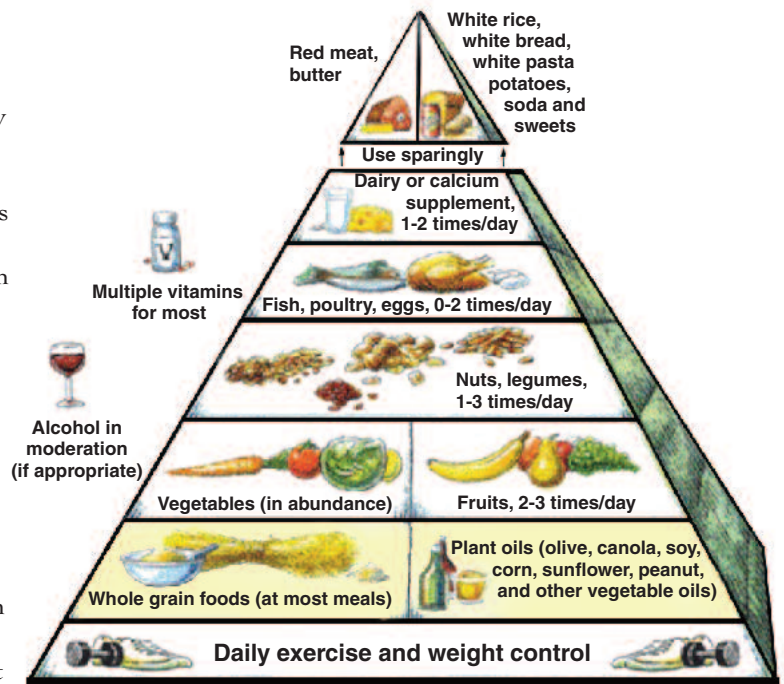 Red meat,
butter
White rice,
white bread,
white pasta
potatoes,
soda and
sweets
Use sparingly
Dairy or calcium
supplement,
1-2 times/day
Multiple vitamins
for most
V
Fish, poultry, eggs, 0-2 times/day
Nuts, legumes,
1-3 times/day
Alcohol in
moderation
(if appropriate)
Vegetables (in abundance)
Fruits, 2-3 times/day
Whole grain foods (at most meals)
Plant oils (olive, canola, soy,
corn, sunflower, peanut,
and other vegetable oils)
Daily exercise and weight control